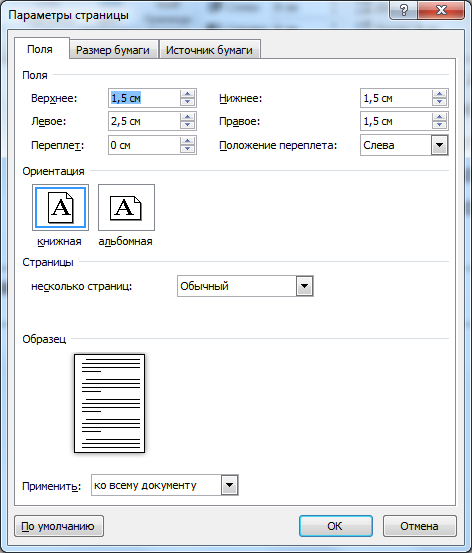 Параметры страницы
Поля Размер бумаги Источник бумаги
Поля
Верхнее: 1,5 см Нижнее: 1,5 см
Левое: 2,5 см Правое: 1,5 см
Переплет: 0 см Положение переплета: Слева
Ориентация
A A
книжная альбомная
Страницы
несколько страниц: Обычный
Образец
Применить: ко всему документу
По умолчанию ОК Отмена